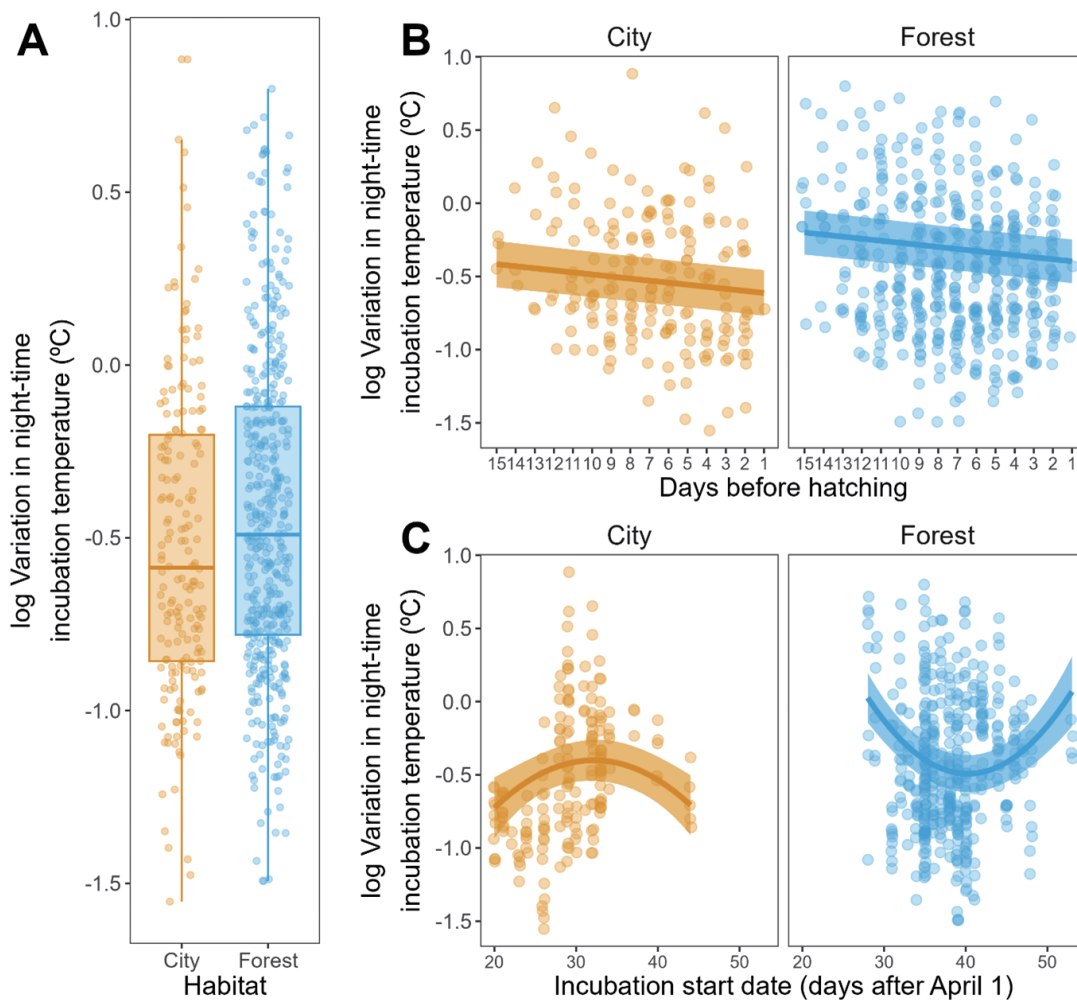 A
log Variation in night-time
incubation temperature (ºC)
1.0
0.5
0.0
-0.5
-1.0
-1.5
City Forest
Habitat
B
City Forest
log Variation in night-time
incubation temperature (ºC)
1.0
0.5
0.0
-0.5
-1.0
-1.5
15 14 13 12 11 10 9 8 7 6 5 4 3 2 1 15 14 13 12 11 10 9 8 7 6 5 4 3 2 1
Days before hatching
C
City Forest
log Variation in night-time
incubation temperature (ºC)
1.0
0.5
0.0
-0.5
-1.0
-1.5
20 30 40 50 20 30 40 50
Incubation start date (days after April 1)